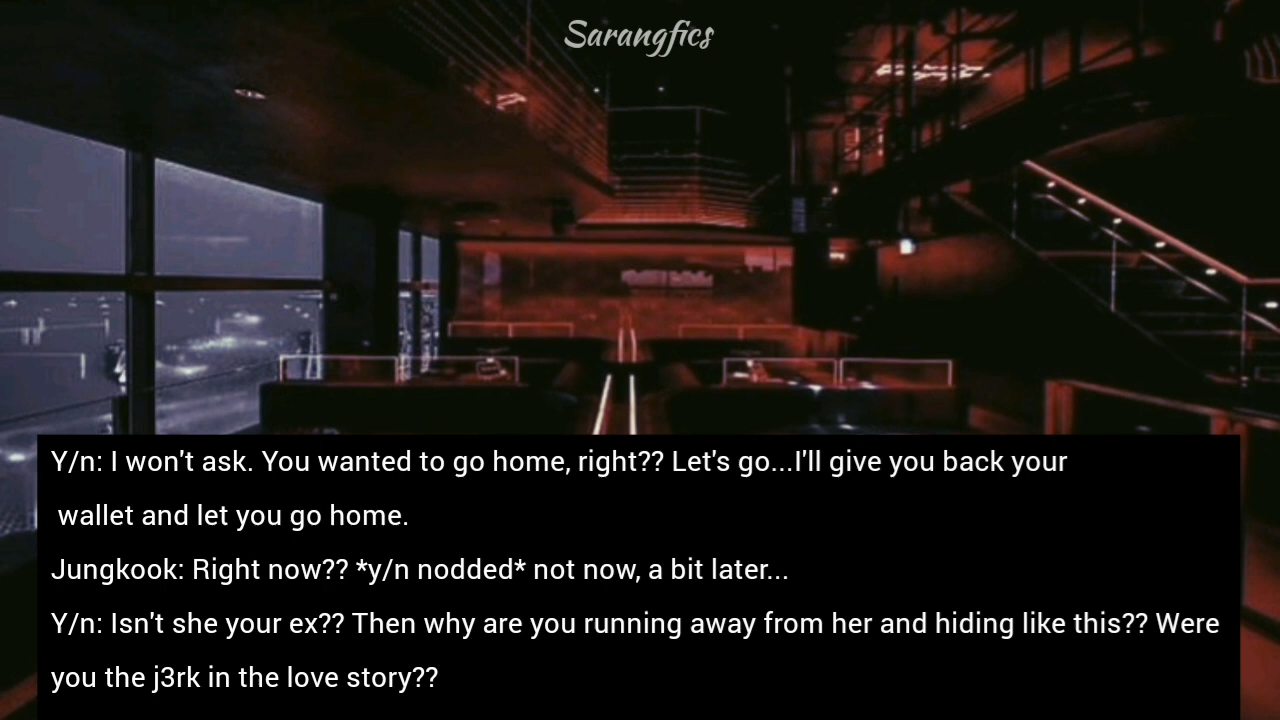 Sarangfics
Y/n: I won't ask. You wanted to go home, right?? Let's go...I'll give you back your
wallet and let you go home.
Jungkook: Right now?? *y/n nodded* not now, a bit later...
Y/n: Isn't she your ex?? Then why are you running away from her and hiding like this?? Were
you the j3rk in the love story??